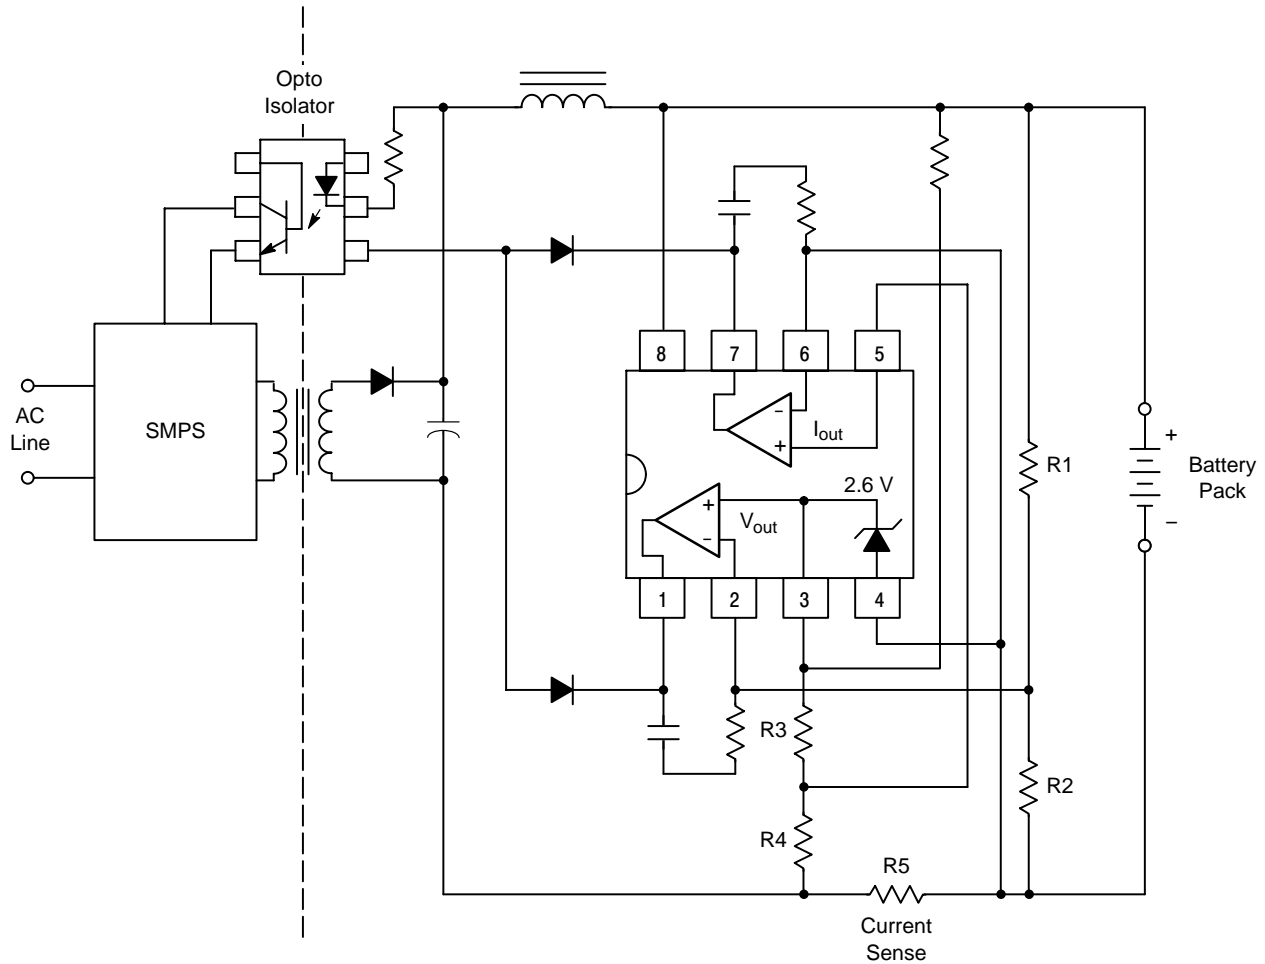 Opto
Isolator
AC
Line
SMPS
8
7
6
5
–
+
Iout
2.6 V
+
–
Vout
1
2
3
4
R1
+
–
Battery
Pack
R3
R2
R4
R5
Current
Sense